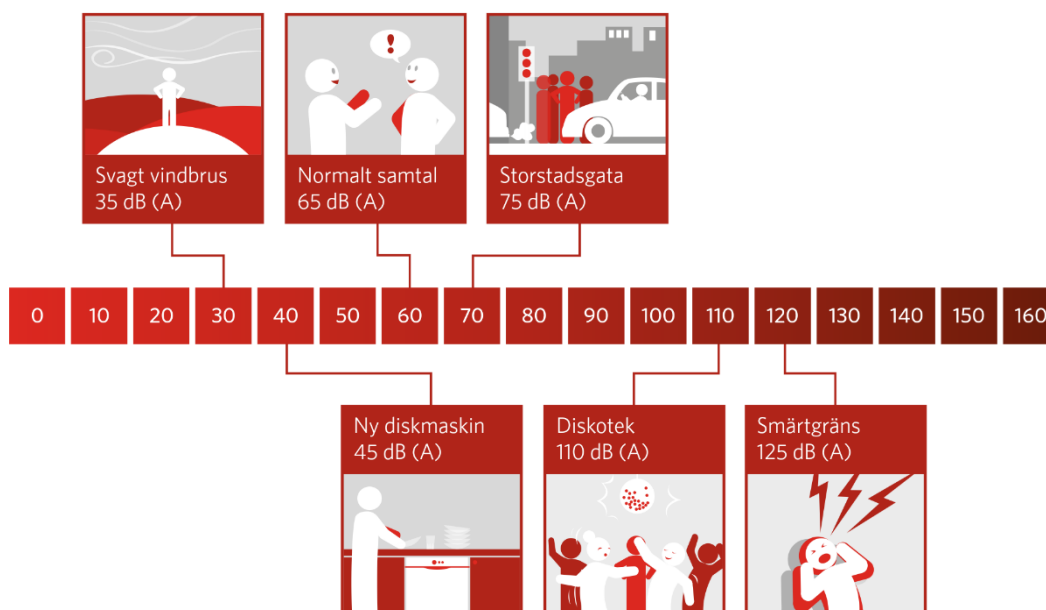 !
Svagt vindbrus
35 dB (A)
Normalt samtal
65 dB (A)
Storstadsgata
75 dB (A)
0 10 20 30 40 50 60 70 80 90 100 110 120 130 140 150 160
Ny diskmaskin
45 dB (A)
Diskotek
110 dB (A)
Smärtgräns
125 dB (A)